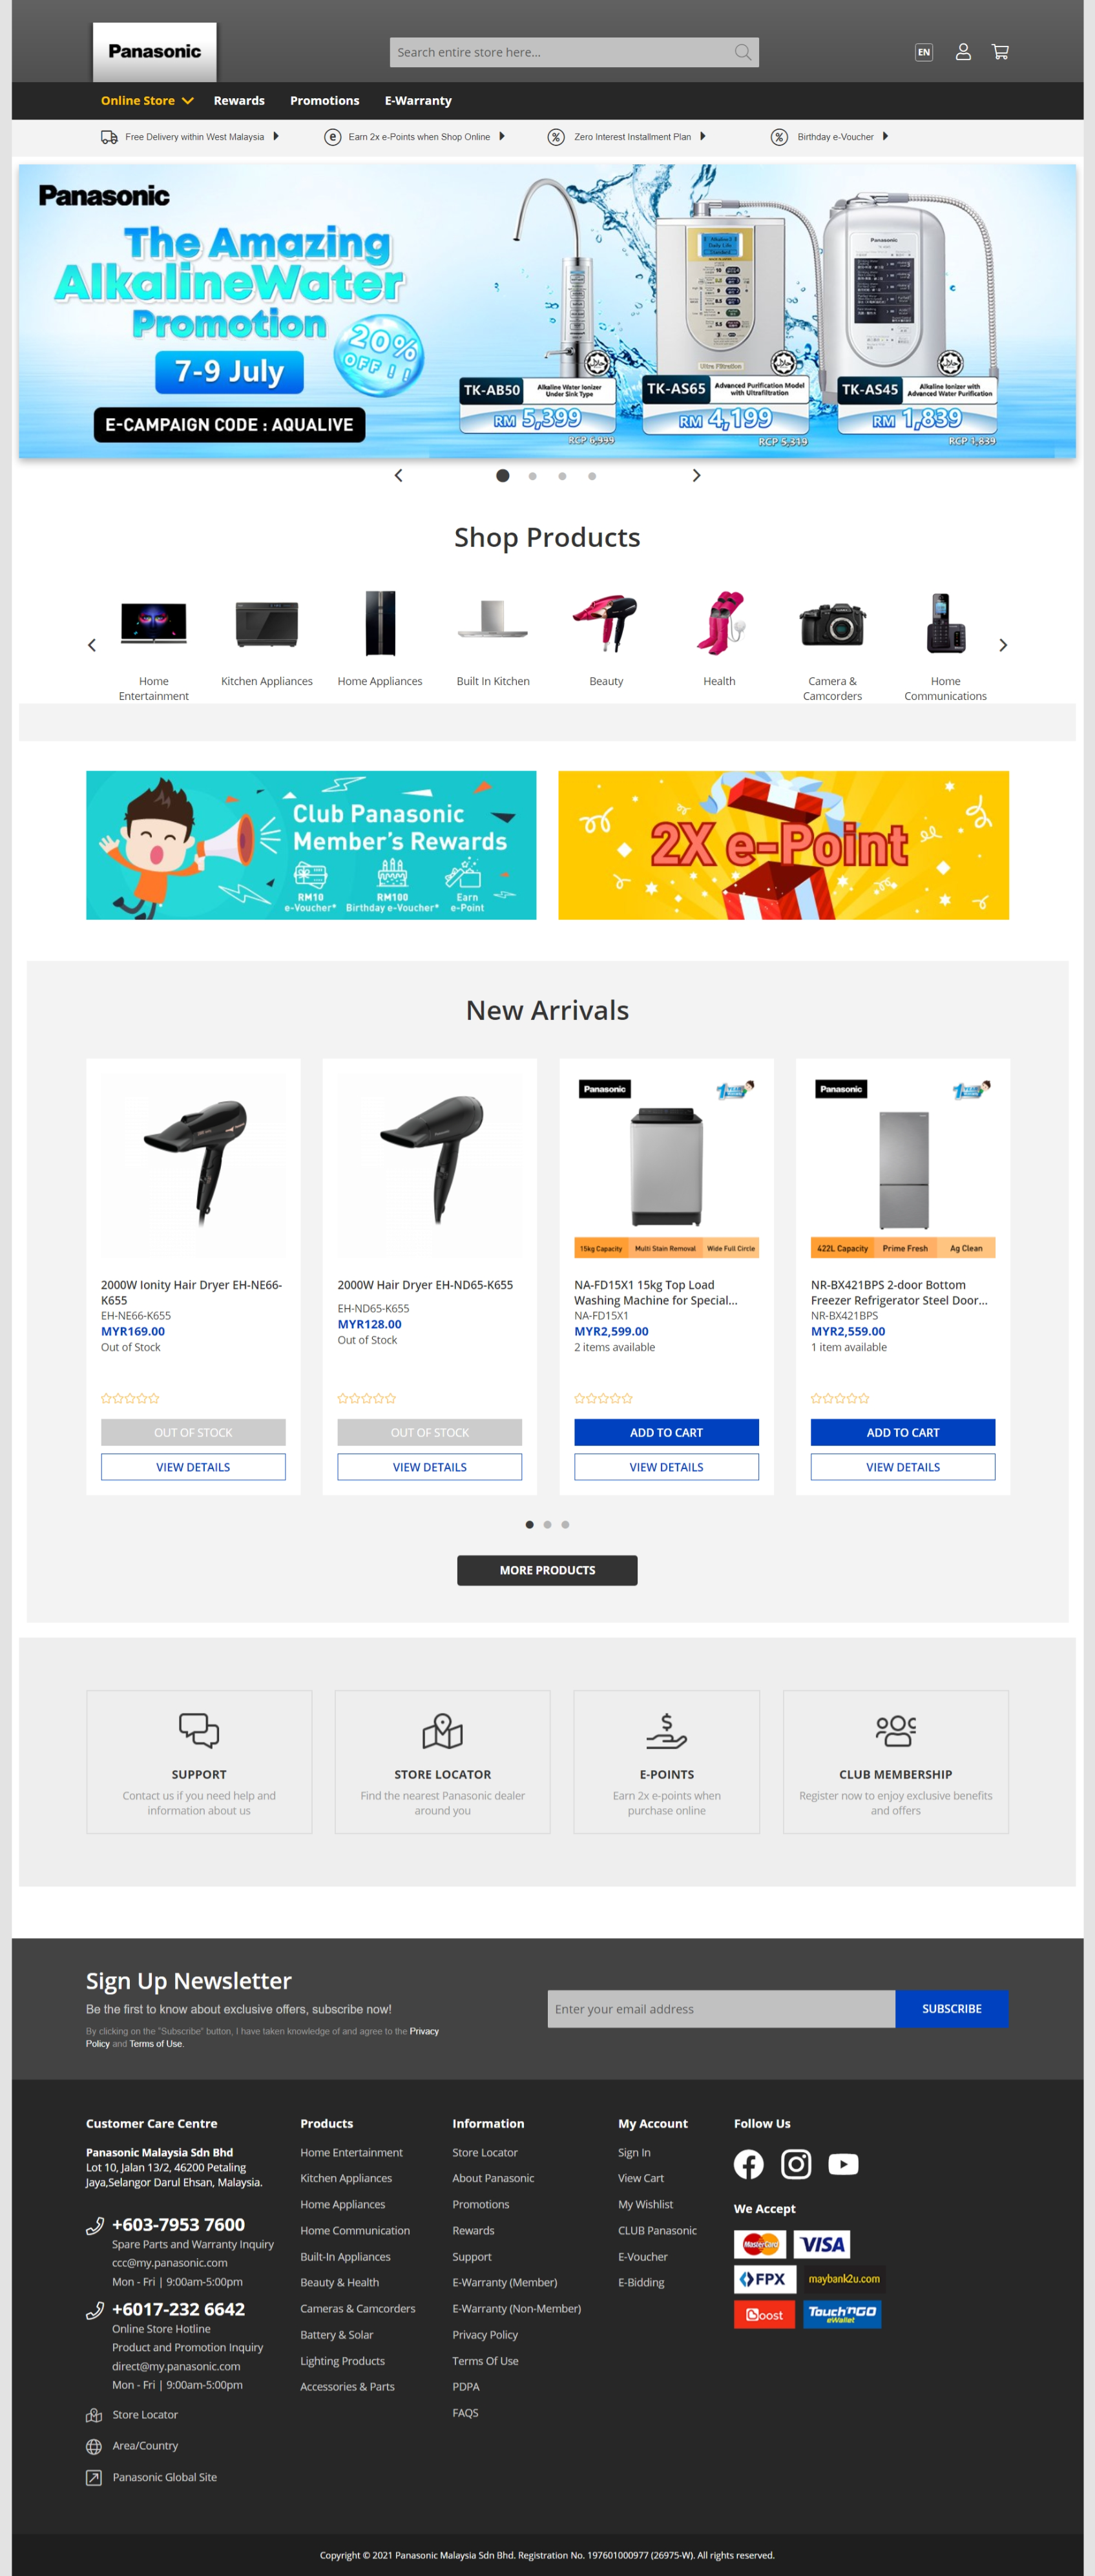 Panasonic
Search entire store here...
EN
Online Store
Rewards
Promotions
E-Warranty
Free Delivery within West Malaysia
Earn 2x e-Points when Shop Online
Zero Interest Installment Plan
Birthday e-Voucher
Panasonic
The Amazing
AlkalineWater
Promotion
20%
OFF!!
7-9 July
E-CAMPAIGN CODE : AQUALIVE
Panasonic
Ultra Filtration
TK-AB50
Alkaline Water Ionizer
Under Sink Type
RM 5,399
RCP 6,999
TK-AS65
Advanced Purification Model
with Ultrafiltration
RM 4,199
RCP 5,319
TK-AS45
Alkaline Ionizer with
Advanced Water Purification
RM 1,839
Shop Products
Home
Entertainment
Kitchen Appliances
Home Appliances
Built In Kitchen
Beauty
Health
Camera &
Camcorders
Home
Communications
Club Panasonic
Member's Rewards
RM10
e-Voucher*
RM100
Birthday e-Voucher*
Earn
e-Point
2X e-Point
New Arrivals
2000W Ionity Hair Dryer EH-NE66-
K655
EH-NE66-K655
MYR169.00
Out of Stock
OUT OF STOCK
VIEW DETAILS
2000W Hair Dryer EH-ND65-K655
EH-ND65-K655
MYR128.00
Out of Stock
OUT OF STOCK
VIEW DETAILS
Panasonic
15kg Capacity
Multi Stain Removal
Wide Full Circle
NA-FD15X1 15kg Top Load
Washing Machine for Special...
NA-FD15X1
MYR2,599.00
2 items available
ADD TO CART
VIEW DETAILS
Panasonic
422L Capacity
Prime Fresh
Ag Clean
NR-BX421BPS 2-door Bottom
Freezer Refrigerator Steel Door...
NR-BX421BPS
MYR2,559.00
1 item available
ADD TO CART
VIEW DETAILS
MORE PRODUCTS
SUPPORT
Contact us if you need help and
information about us
STORE LOCATOR
Find the nearest Panasonic dealer
around you
E-POINTS
Earn 2x e-points when
purchase online
CLUB MEMBERSHIP
Register now to enjoy exclusive benefits
and offers
Sign Up Newsletter
Be the first to know about exclusive offers, subscribe now!
By clicking on the "Subscribe" button, I have taken knowledge of and agree to the Privacy
Policy and Terms of Use.
Enter your email address
SUBSCRIBE
Customer Care Centre
Panasonic Malaysia Sdn Bhd
Lot 10, Jalan 13/2, 46200 Petaling
Jaya,Selangor Darul Ehsan, Malaysia.
+603-7953 7600
Spare Parts and Warranty Inquiry
ccc@my.panasonic.com
Mon - Fri | 9:00am-5:00pm
+6017-232 6642
Online Store Hotline
Product and Promotion Inquiry
direct@my.panasonic.com
Mon - Fri | 9:00am-5:00pm
Store Locator
Area/Country
Panasonic Global Site
Products
Home Entertainment
Kitchen Appliances
Home Appliances
Home Communication
Built-In Appliances
Beauty & Health
Cameras & Camcorders
Battery & Solar
Lighting Products
Accessories & Parts
Information
Store Locator
About Panasonic
Promotions
Rewards
Support
E-Warranty (Member)
E-Warranty (Non-Member)
Privacy Policy
Terms Of Use
PDPA
FAQS
My Account
Sign In
View Cart
My Wishlist
CLUB Panasonic
E-Voucher
E-Bidding
Follow Us
We Accept
MasterCard
VISA
FPX
maybank2u.com
Boost
Touch'nGO
eWallet
Copyright © 2021 Panasonic Malaysia Sdn Bhd. Registration No. 197601000977 (26975-W). All rights reserved.